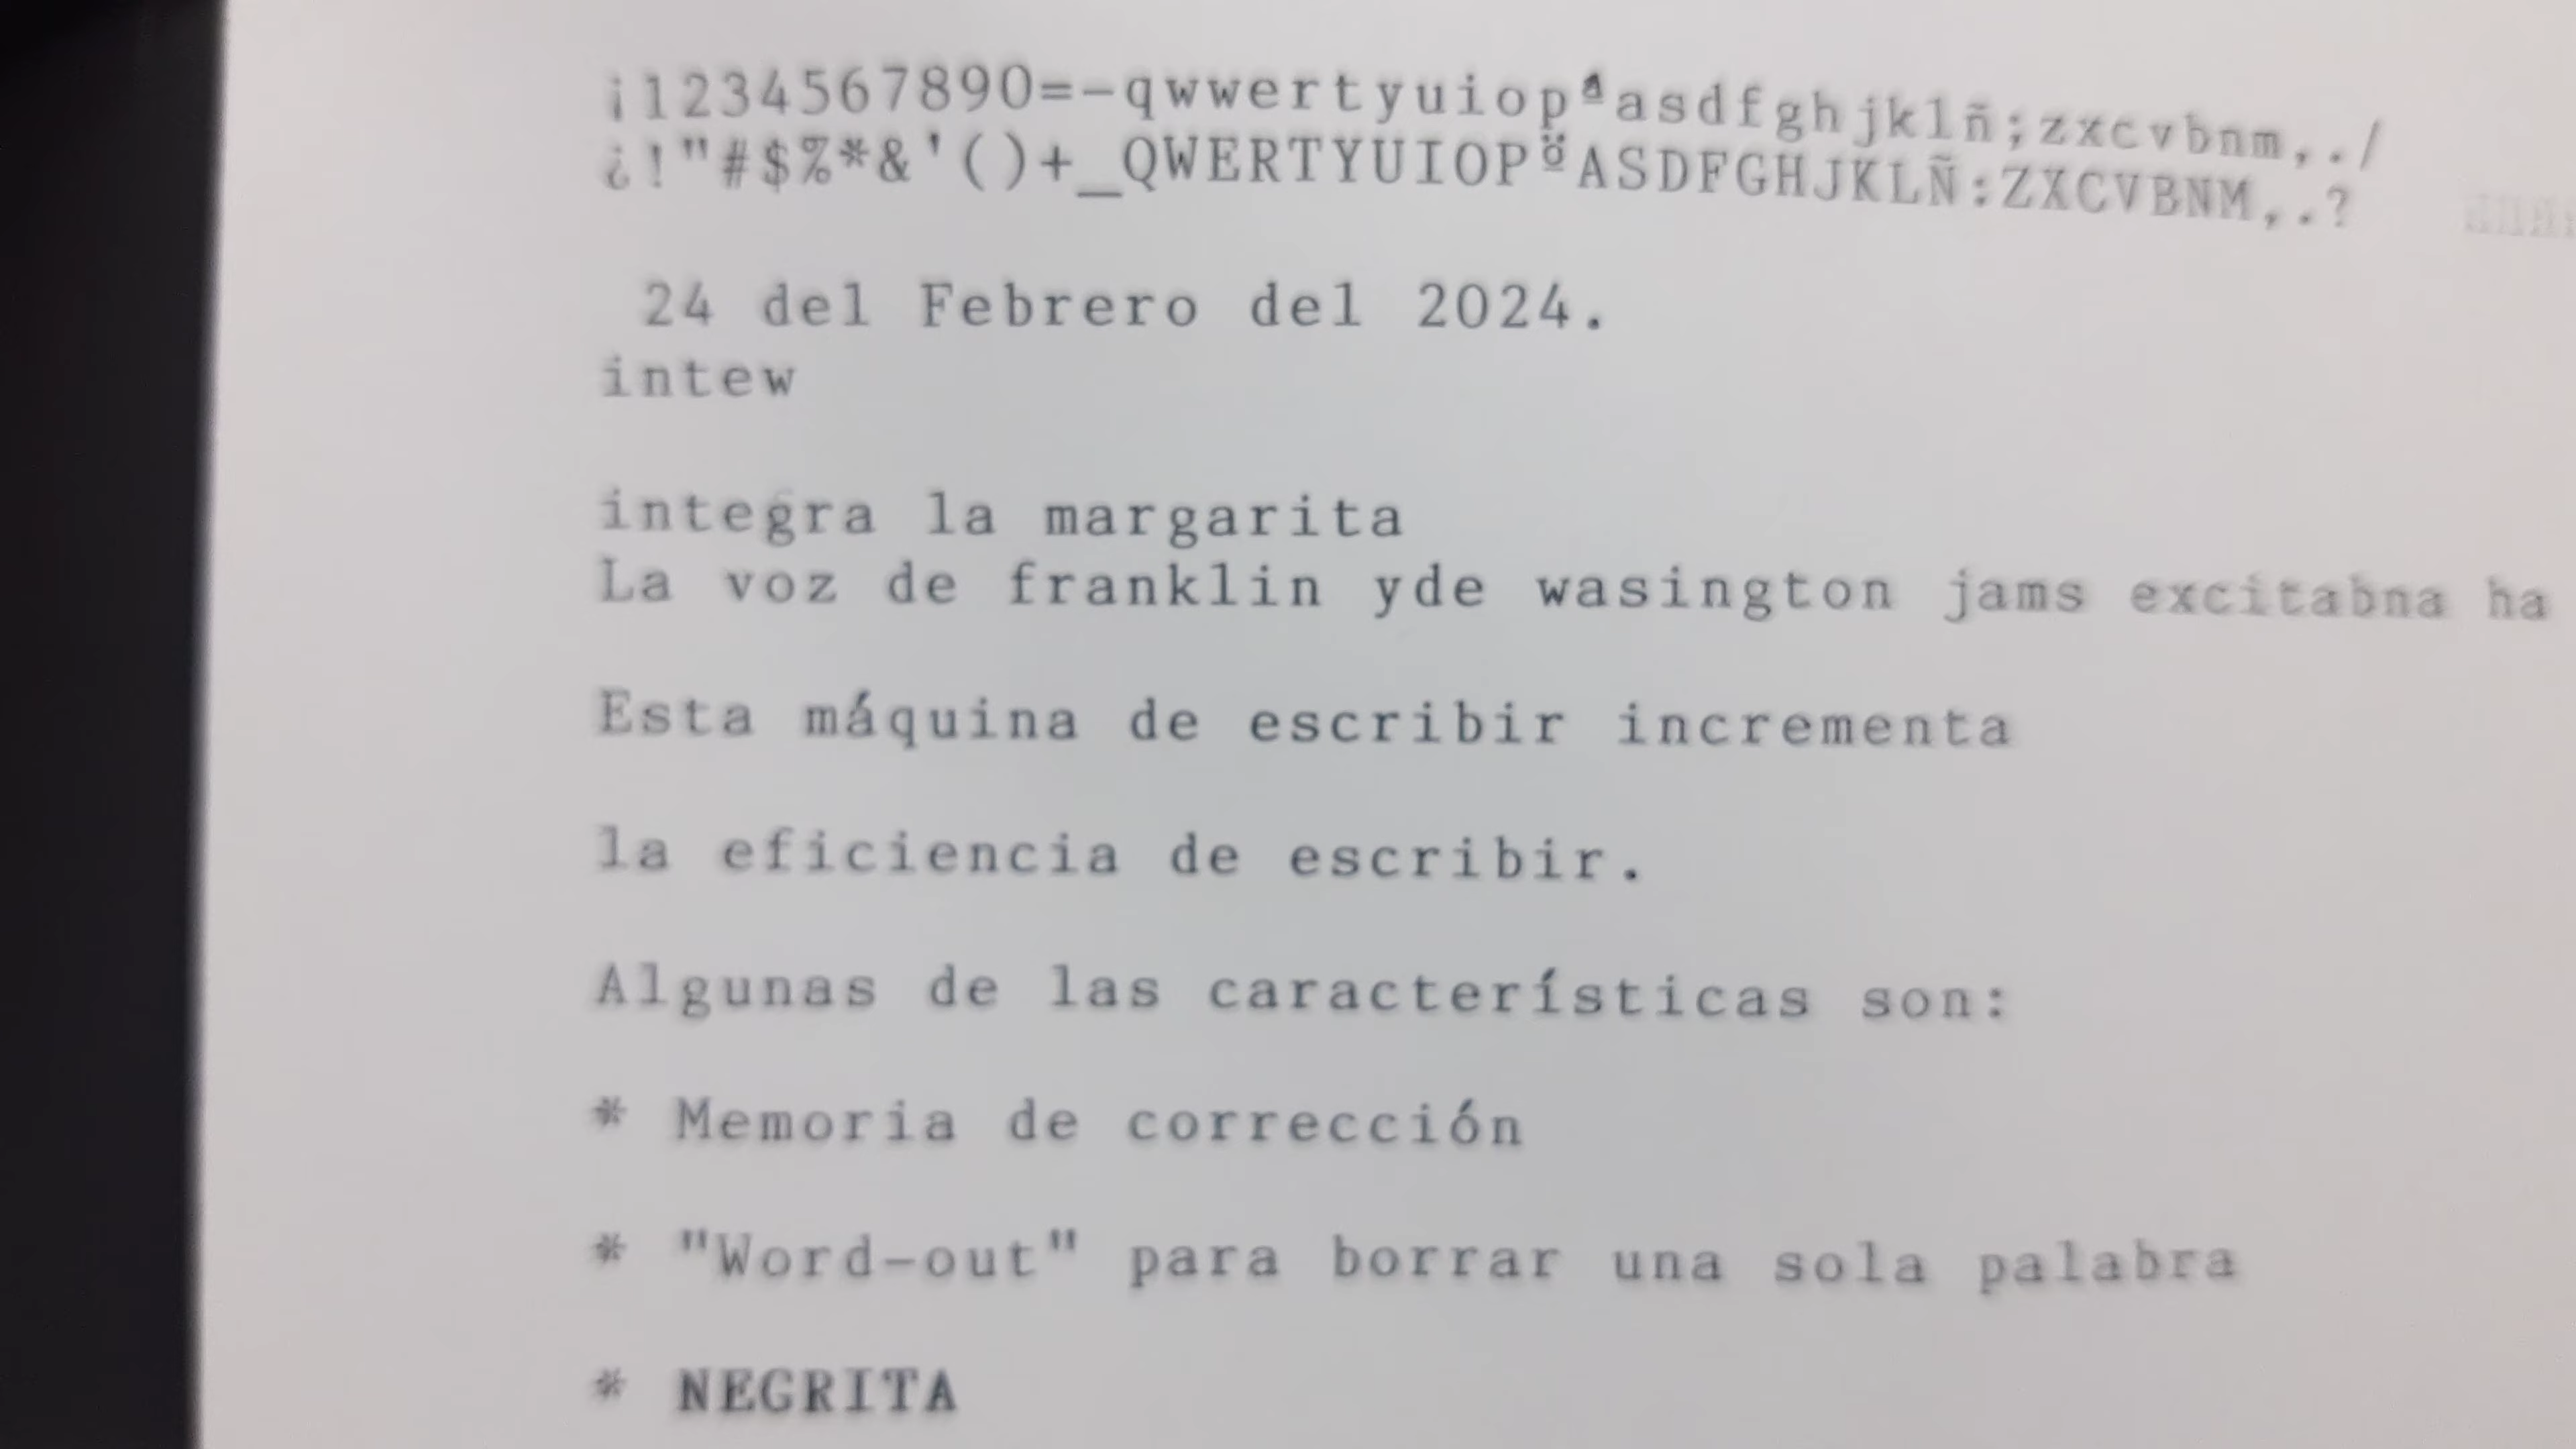 ¡1234567890=-qwwertyuiopªasdfghjklñ;zxcvbnm,./
¿!"#$%*&'()+_QWERTYUIOPºASDFGHJKLÑ:ZXCVBNM,.?
24 del Febrero del 2024.
intew
integra la margarita
La voz de franklin yde wasington jams excitabna ha
Esta máquina de escribir incrementa
la eficiencia de escribir.
Algunas de las características son:
* Memoria de corrección
* "Word-out" para borrar una sola palabra
* NEGRITA